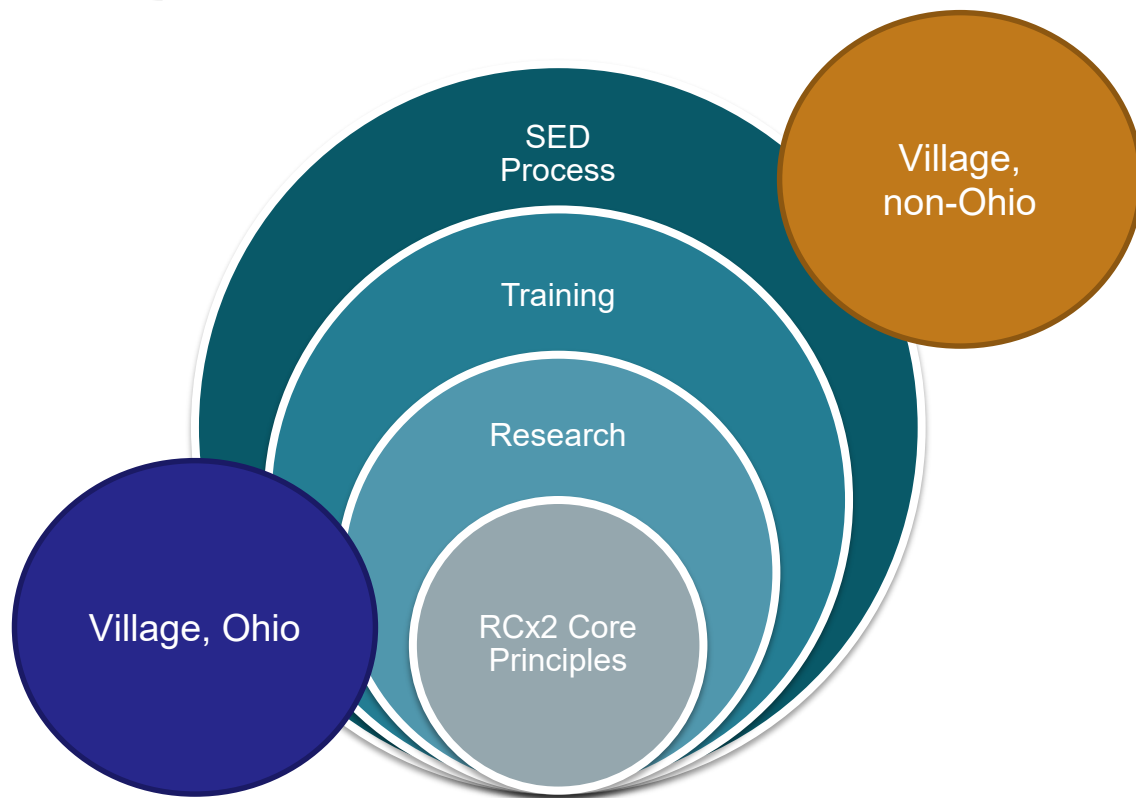 SED
Process
Village,
non-Ohio
Training
Research
Village, Ohio
RCx2 Core
Principles